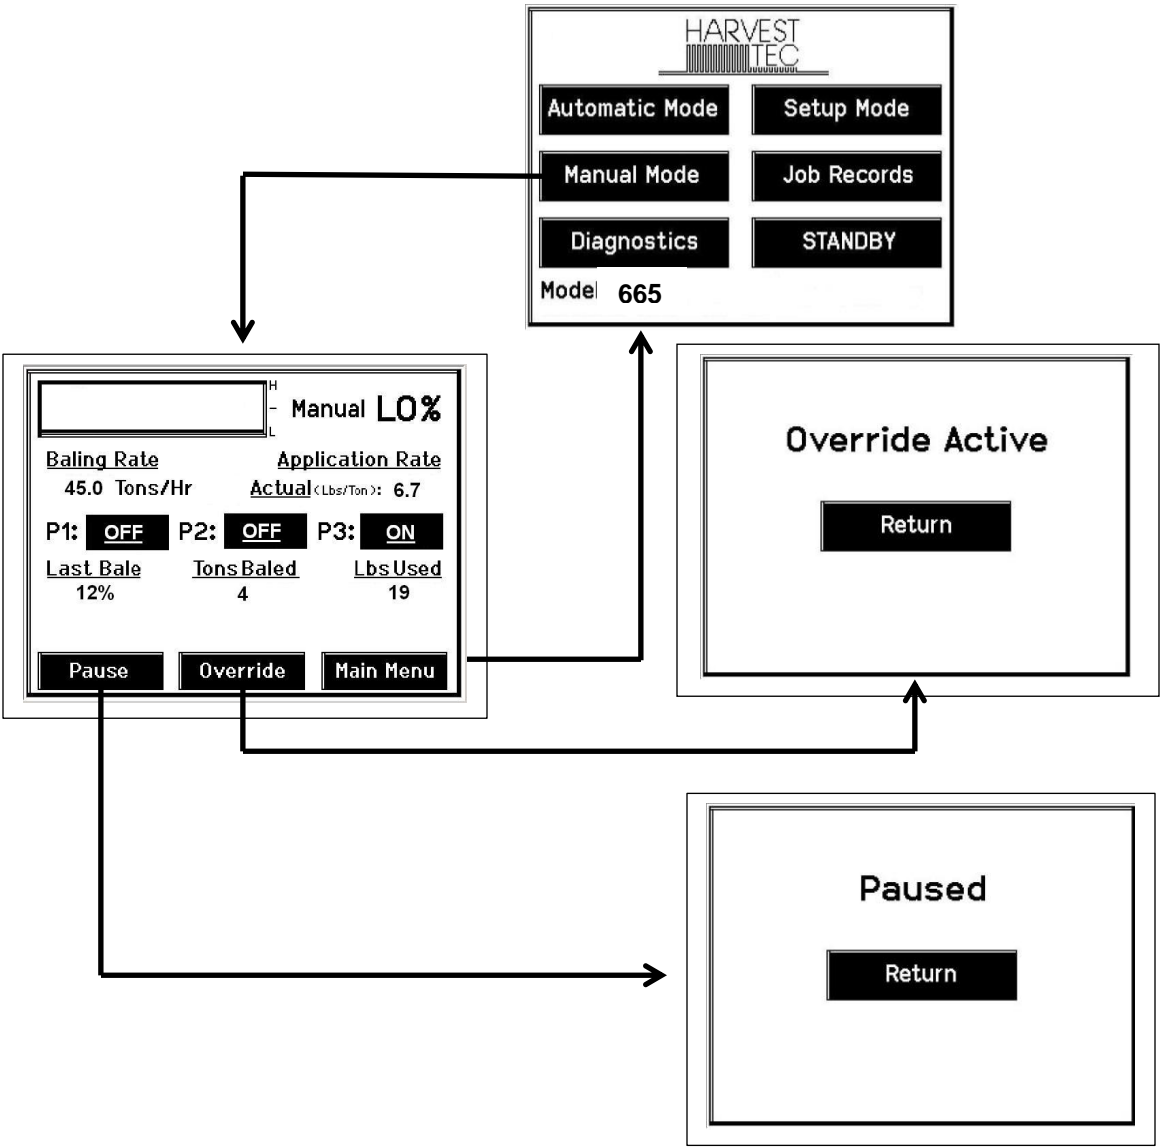 HARVEST
TEC
Automatic Mode Setup Mode
Manual Mode Job Records
Diagnostics STANDBY
Model 665
H
Manual LO%
L
Baling Rate Application Rate
45.0 Tons/Hr Actual (Lbs/Ton): 6.7
P1: OFF P2: OFF P3: ON
Last Bale Tons Baled Lbs Used
12% 4 19
Pause Override Main Menu
Override Active
Return
Paused
Return